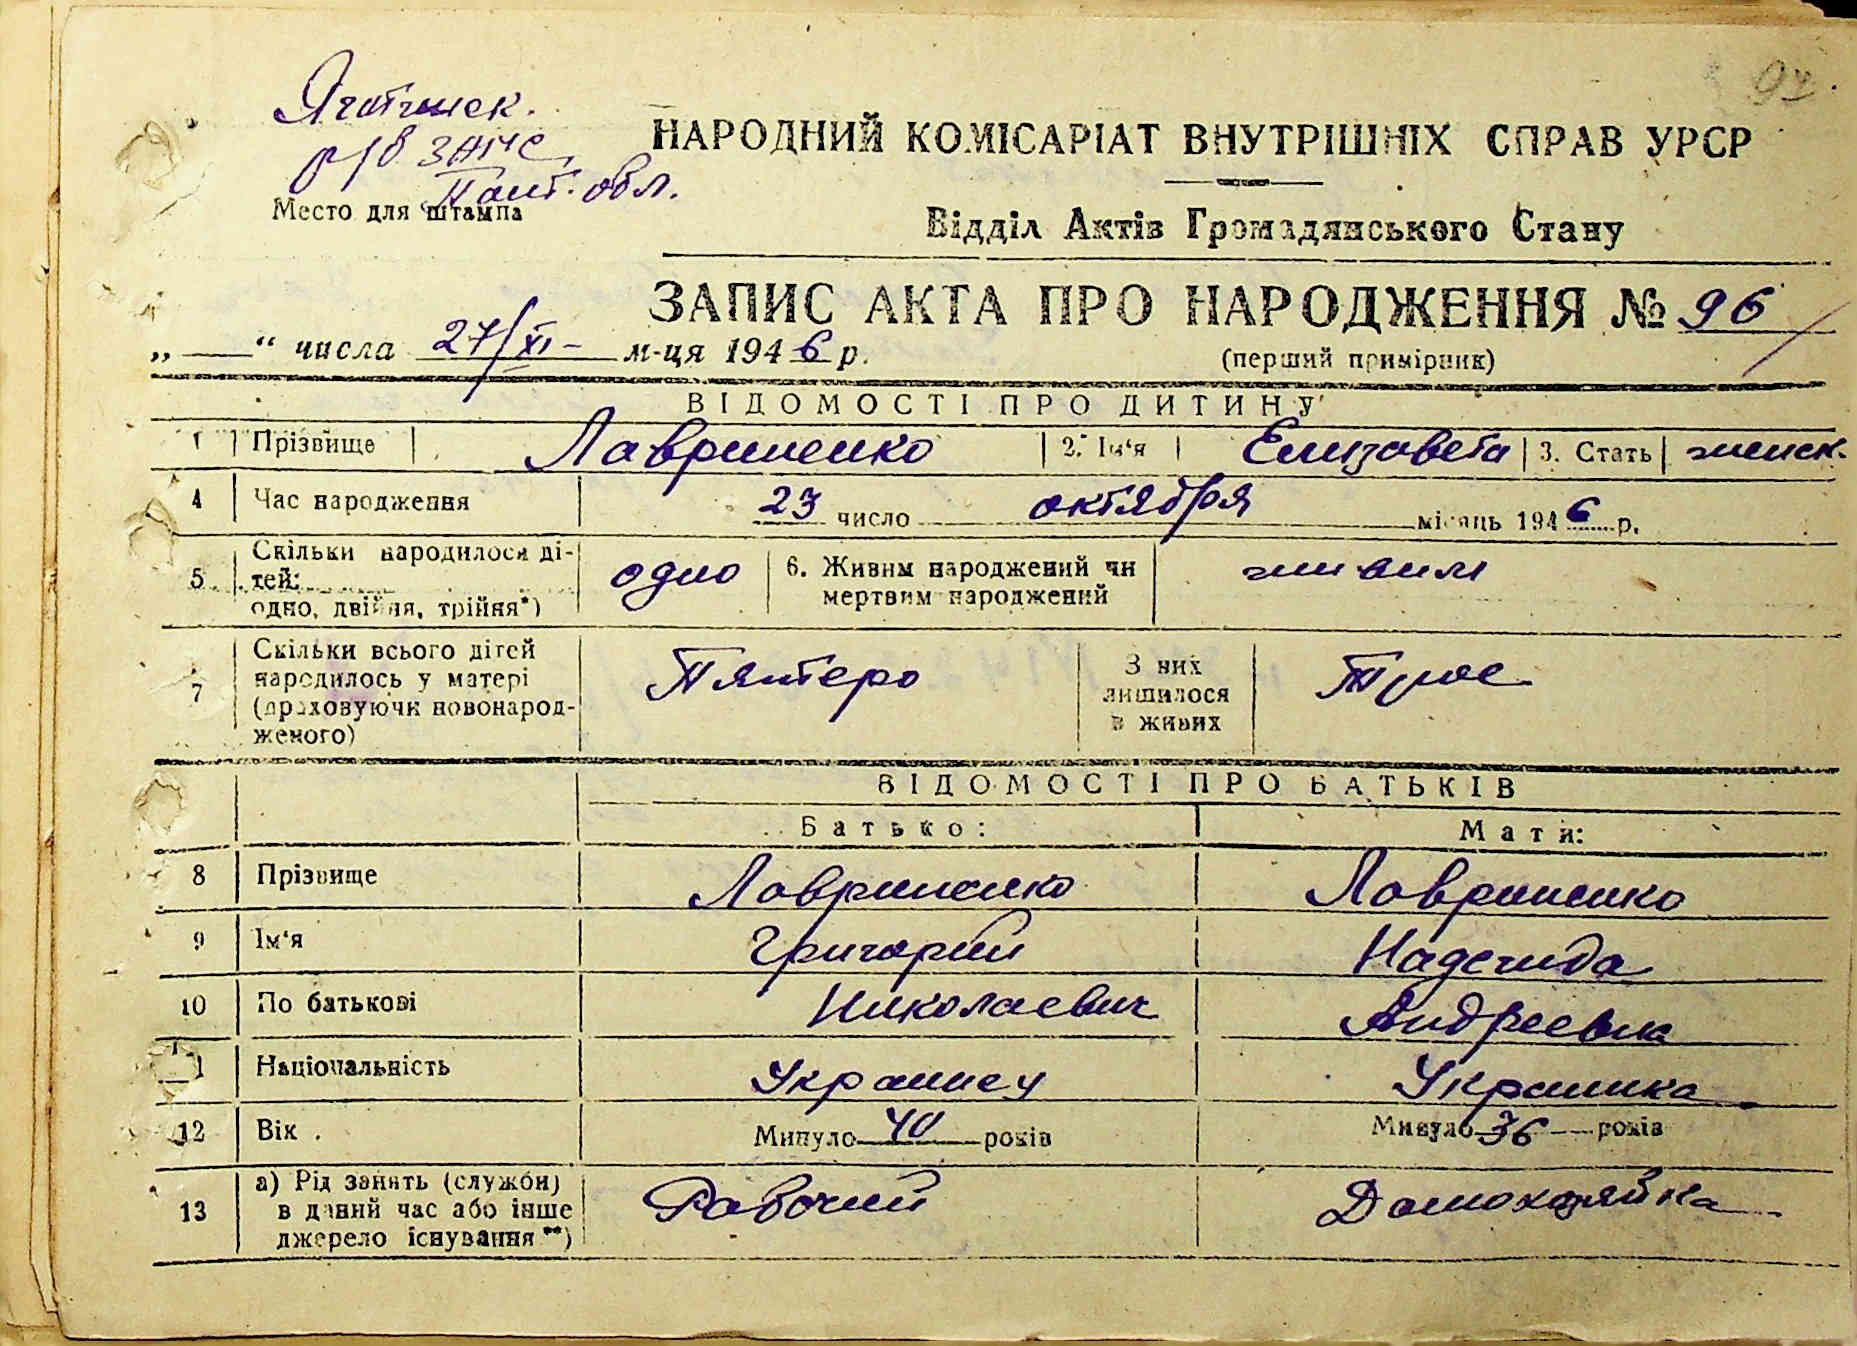 94
Яготинск.
р/б ЗАГС
Полт. обл.
Место для штампа
НАРОДНИЙ КОМІСАРІАТ ВНУТРІШНІХ СПРАВ УРСР
Відділ Актів Громадянського Стану
ЗАПИС АКТА ПРО НАРОДЖЕННЯ № 96
„ “ числа 27/XI- м-ця 1946 р.
(перший примірник)
ВІДОМОСТІ ПРО ДИТИНУ
1 Прізвище Лавриненко 2. Ім‘я Елизавета 3. Стать женск.
4 Час народження 23 число октября місяць 1946 р.
5 Скільки народилося ді-
тей:
одно, двійня, трійня*) одно
6. Живим народжений чи
мертвим народжений живым
7 Скільки всього дітей
народилось у матері
(враховуючи новонарод-
женого) Пятеро
З них
лишилося
в живих Трое
ВІДОМОСТІ ПРО БАТЬКІВ
Батько: Мати:
8 Прізвище Лавриненко Лавриненко
9 Ім‘я Григорий Надежда
10 По батькові Николаевич Андреевна
11 Національність Украинец Украинка
12 Вік . Минуло 40 років Минуло 36 років
13 а) Рід занять (служби)
в даний час або інше
джерело існування **) Рабочий Домохозяйка